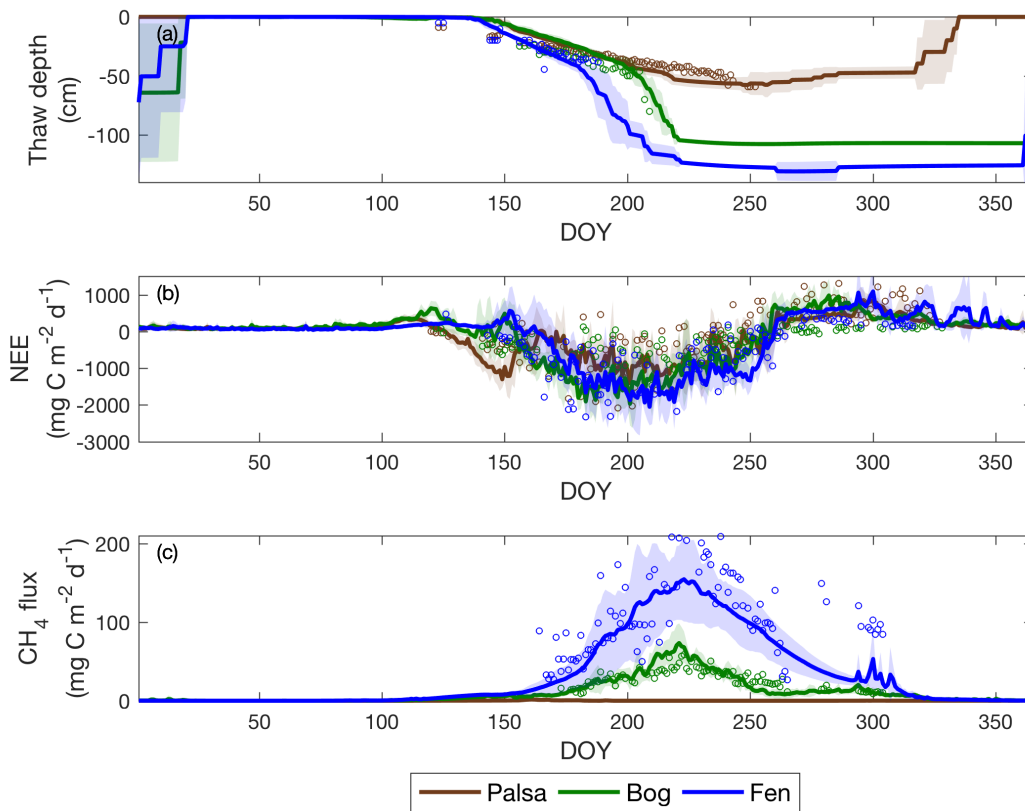 (a)
0
-50
-100
Thaw depth
(cm)
50 100 150 200 250 300 350
DOY
(b)
1000
0
-1000
-2000
-3000
NEE
(mg C m⁻² d⁻¹)
50 100 150 200 250 300 350
DOY
(c)
200
100
0
CH₄ flux
(mg C m⁻² d⁻¹)
50 100 150 200 250 300 350
DOY
Palsa Bog Fen